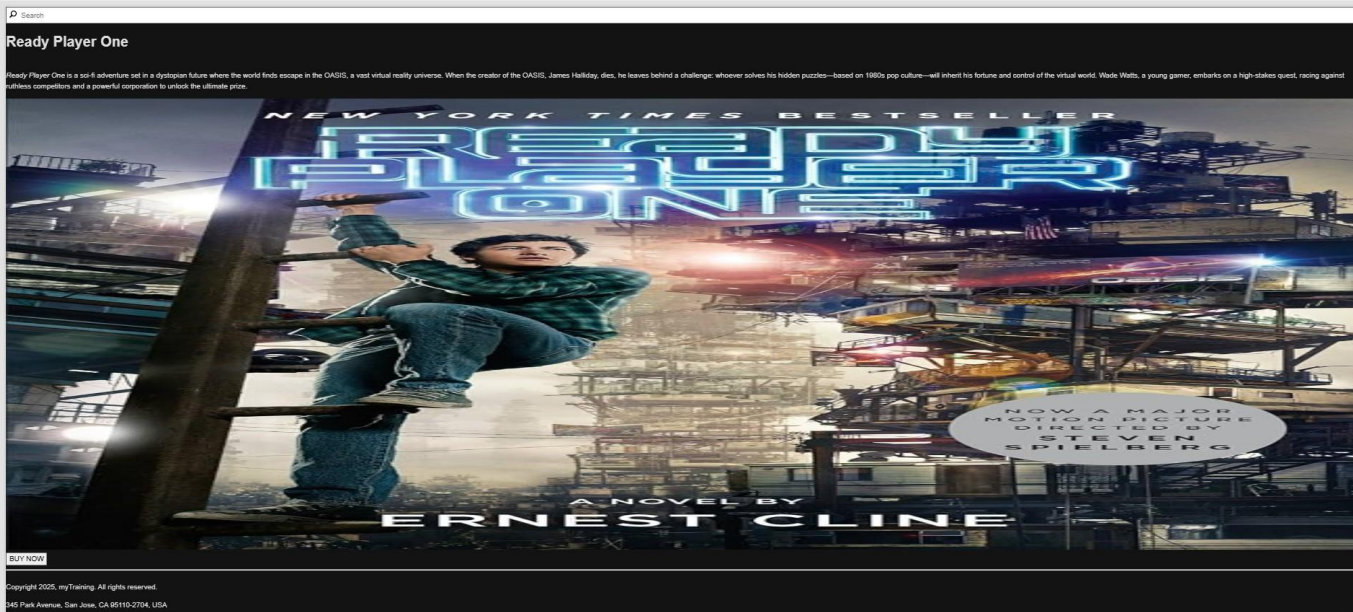 Search
Ready Player One
Ready Player One is a sci-fi adventure set in a dystopian future where the world finds escape in the OASIS, a vast virtual reality universe. When the creator of the OASIS, James Halliday, dies, he leaves behind a challenge: whoever solves his hidden puzzles—based on 1980s pop culture—will inherit his fortune and control of the virtual world. Wade Watts, a young gamer, embarks on a high-stakes quest, racing against
ruthless competitors and a powerful corporation to unlock the ultimate prize.
NEW YORK TIMES BESTSELLER
READY
PLAYER
ONE
NOW A MAJOR
MOTION PICTURE
DIRECTED BY
STEVEN
SPIELBERG
A NOVEL BY
ERNEST CLINE
BUY NOW
Copyright 2025, myTraining. All rights reserved.
345 Park Avenue, San Jose, CA 95110-2704, USA